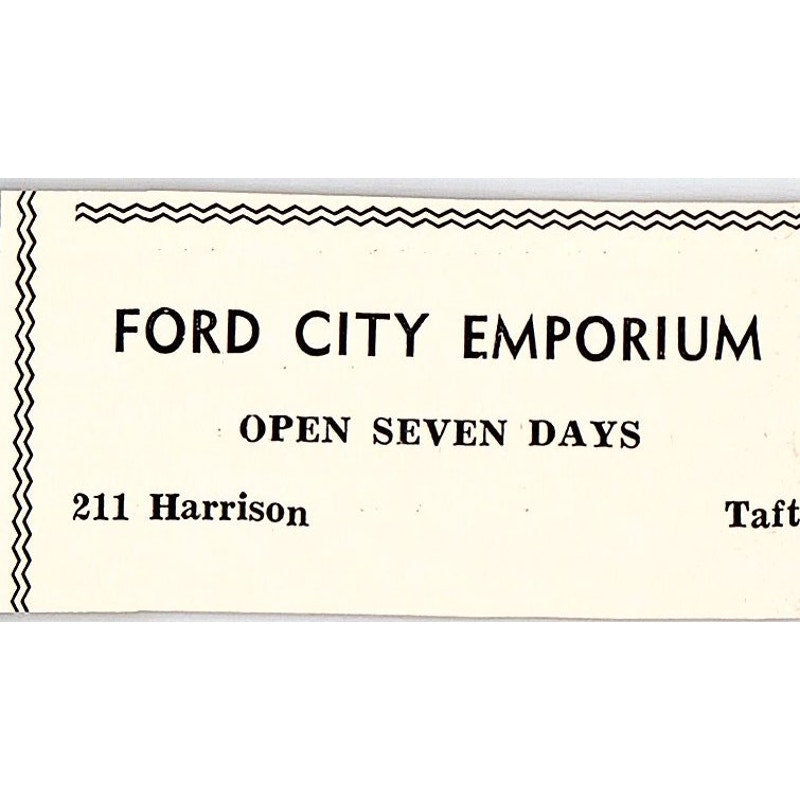 FORD CITY EMPORIUM
OPEN SEVEN DAYS
211 Harrison Taft